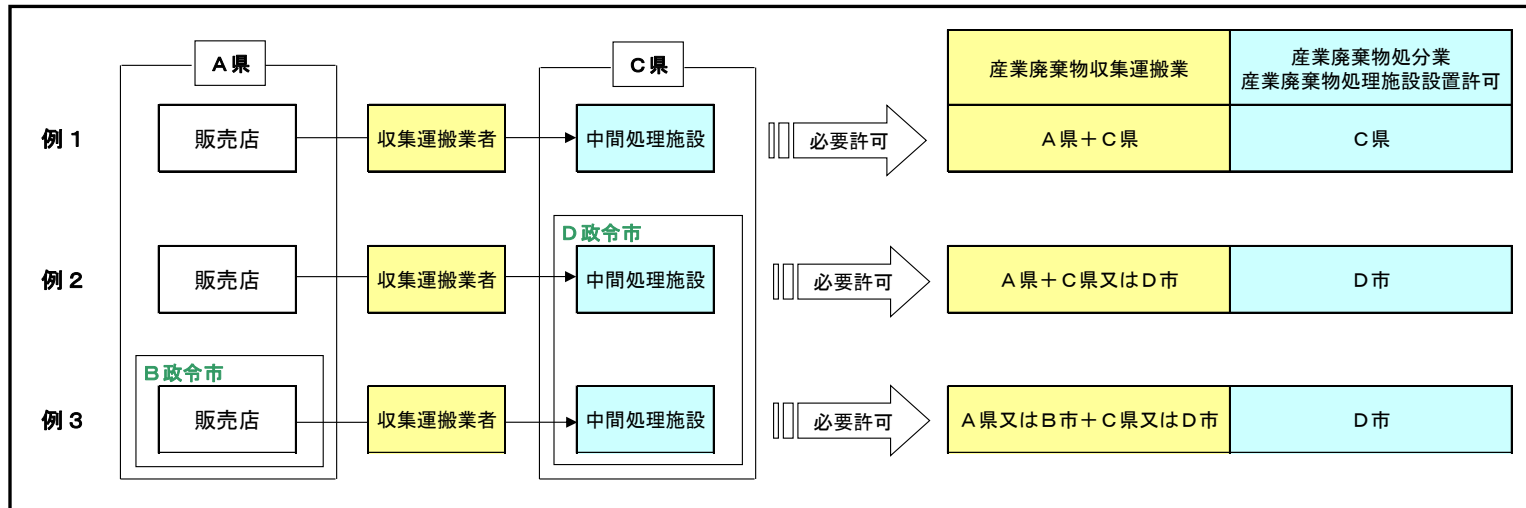 A県
C県
産業廃棄物収集運搬業
産業廃棄物処分業
産業廃棄物処理施設設置許可
例1
販売店
収集運搬業者
中間処理施設
必要許可
A県+C県
C県
D政令市
例2
販売店
収集運搬業者
中間処理施設
必要許可
A県+C県又はD市
D市
B政令市
例3
販売店
収集運搬業者
中間処理施設
必要許可
A県又はB市+C県又はD市
D市